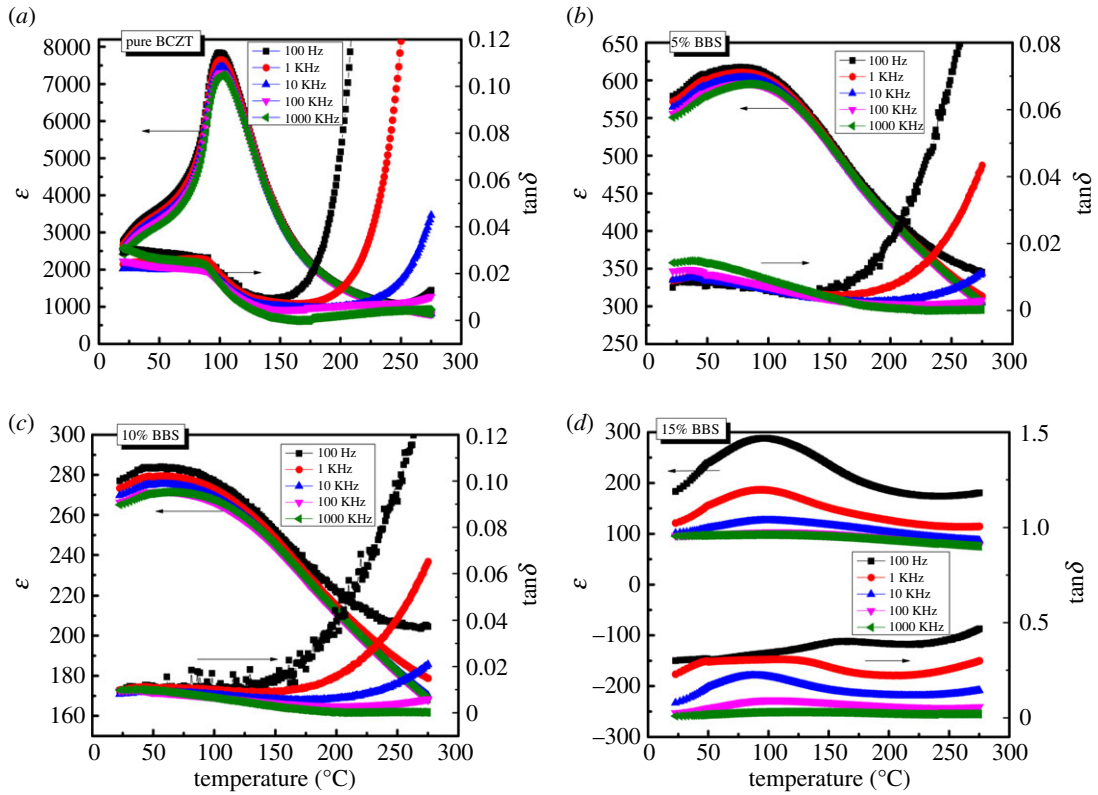 (a)
pure BCZT
100 Hz
1 KHz
10 KHz
100 KHz
1000 KHz
8000
7000
6000
5000
4000
3000
2000
1000
0
ε
0.12
0.10
0.08
0.06
0.04
0.02
0
tanδ
0 50 100 150 200 250 300
(b)
5% BBS
100 Hz
1 KHz
10 KHz
100 KHz
1000 KHz
650
600
550
500
450
400
350
300
250
ε
0.08
0.06
0.04
0.02
0
tanδ
0 50 100 150 200 250 300
(c)
10% BBS
100 Hz
1 KHz
10 KHz
100 KHz
1000 KHz
300
280
260
240
220
200
180
160
ε
0.12
0.10
0.08
0.06
0.04
0.02
0
tanδ
0 50 100 150 200 250 300
temperature (°C)
(d)
15% BBS
100 Hz
1 KHz
10 KHz
100 KHz
1000 KHz
300
200
100
0
–100
–150
–250
–300
ε
1.5
1.0
0.5
0
tanδ
0 50 100 150 200 250 300
temperature (°C)